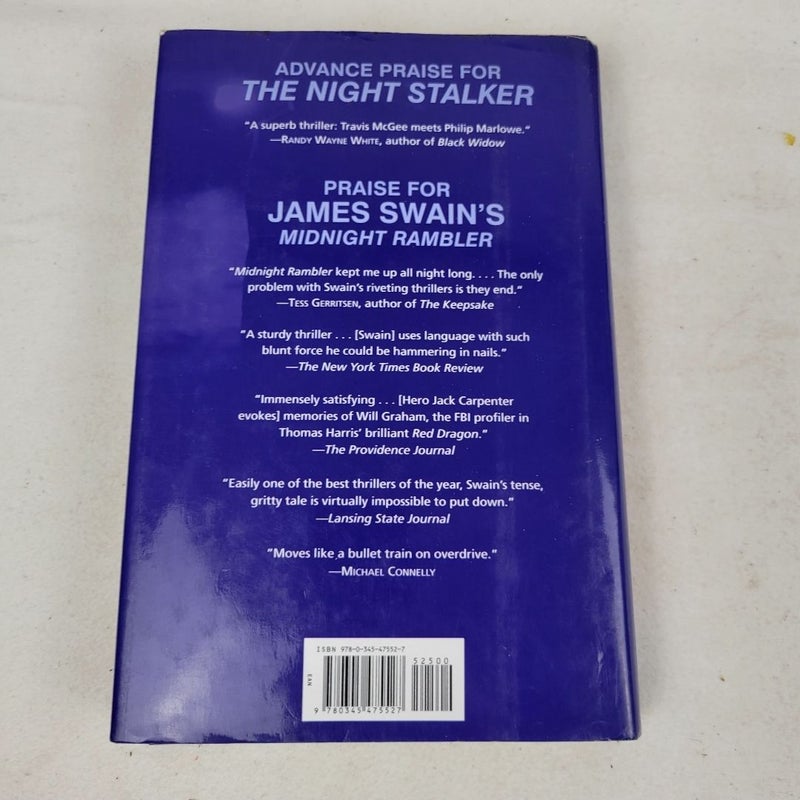 ADVANCE PRAISE FOR
THE NIGHT STALKER
“A superb thriller: Travis McGee meets Philip Marlowe.”
—RANDY WAYNE WHITE, author of Black Widow
PRAISE FOR
JAMES SWAIN’S
MIDNIGHT RAMBLER
“Midnight Rambler kept me up all night long. . . . The only
problem with Swain’s riveting thrillers is they end.”
—TESS GERRITSEN, author of The Keepsake
“A sturdy thriller . . . [Swain] uses language with such
blunt force he could be hammering in nails.”
—The New York Times Book Review
“Immensely satisfying . . . [Hero Jack Carpenter
evokes] memories of Will Graham, the FBI profiler in
Thomas Harris’ brilliant Red Dragon.”
—The Providence Journal
“Easily one of the best thrillers of the year, Swain’s tense,
gritty tale is virtually impossible to put down.”
—Lansing State Journal
“Moves like a bullet train on overdrive.”
—MICHAEL CONNELLY
ISBN 978-0-345-47552-7
52500
EAN
9 780345 475527